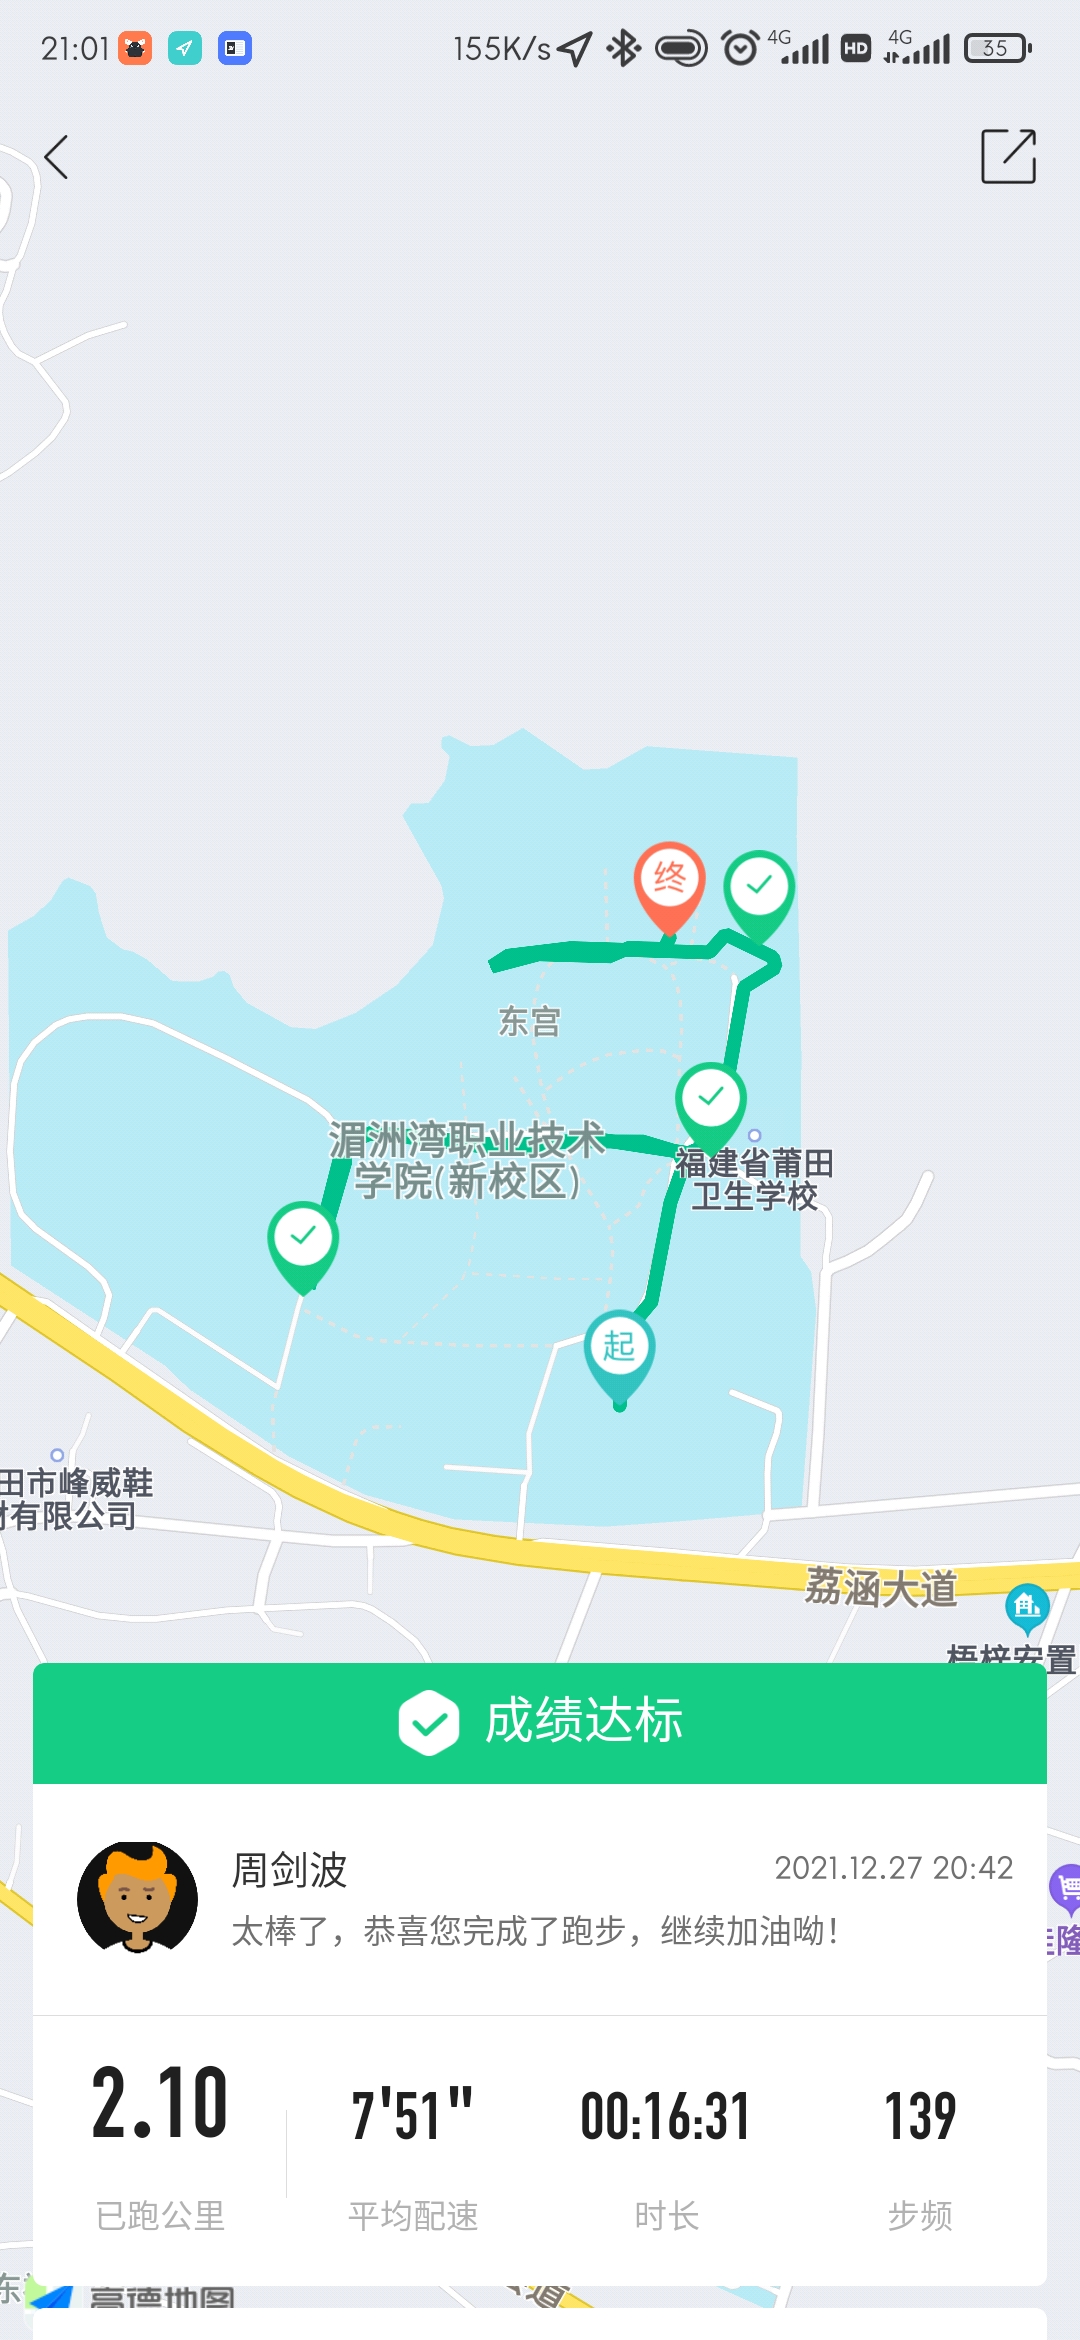 21:01
155K/s
4G
HD
4G
35
终
东宫
湄洲湾职业技术
学院(新校区)
福建省莆田
卫生学校
起
田市峰威鞋
材有限公司
荔涵大道
梧梓安置
成绩达标
周剑波
2021.12.27 20:42
太棒了，恭喜您完成了跑步，继续加油呦！
隆
2.10
7'51"
00:16:31
139
已跑公里
平均配速
时长
步频
东
高德地图
道